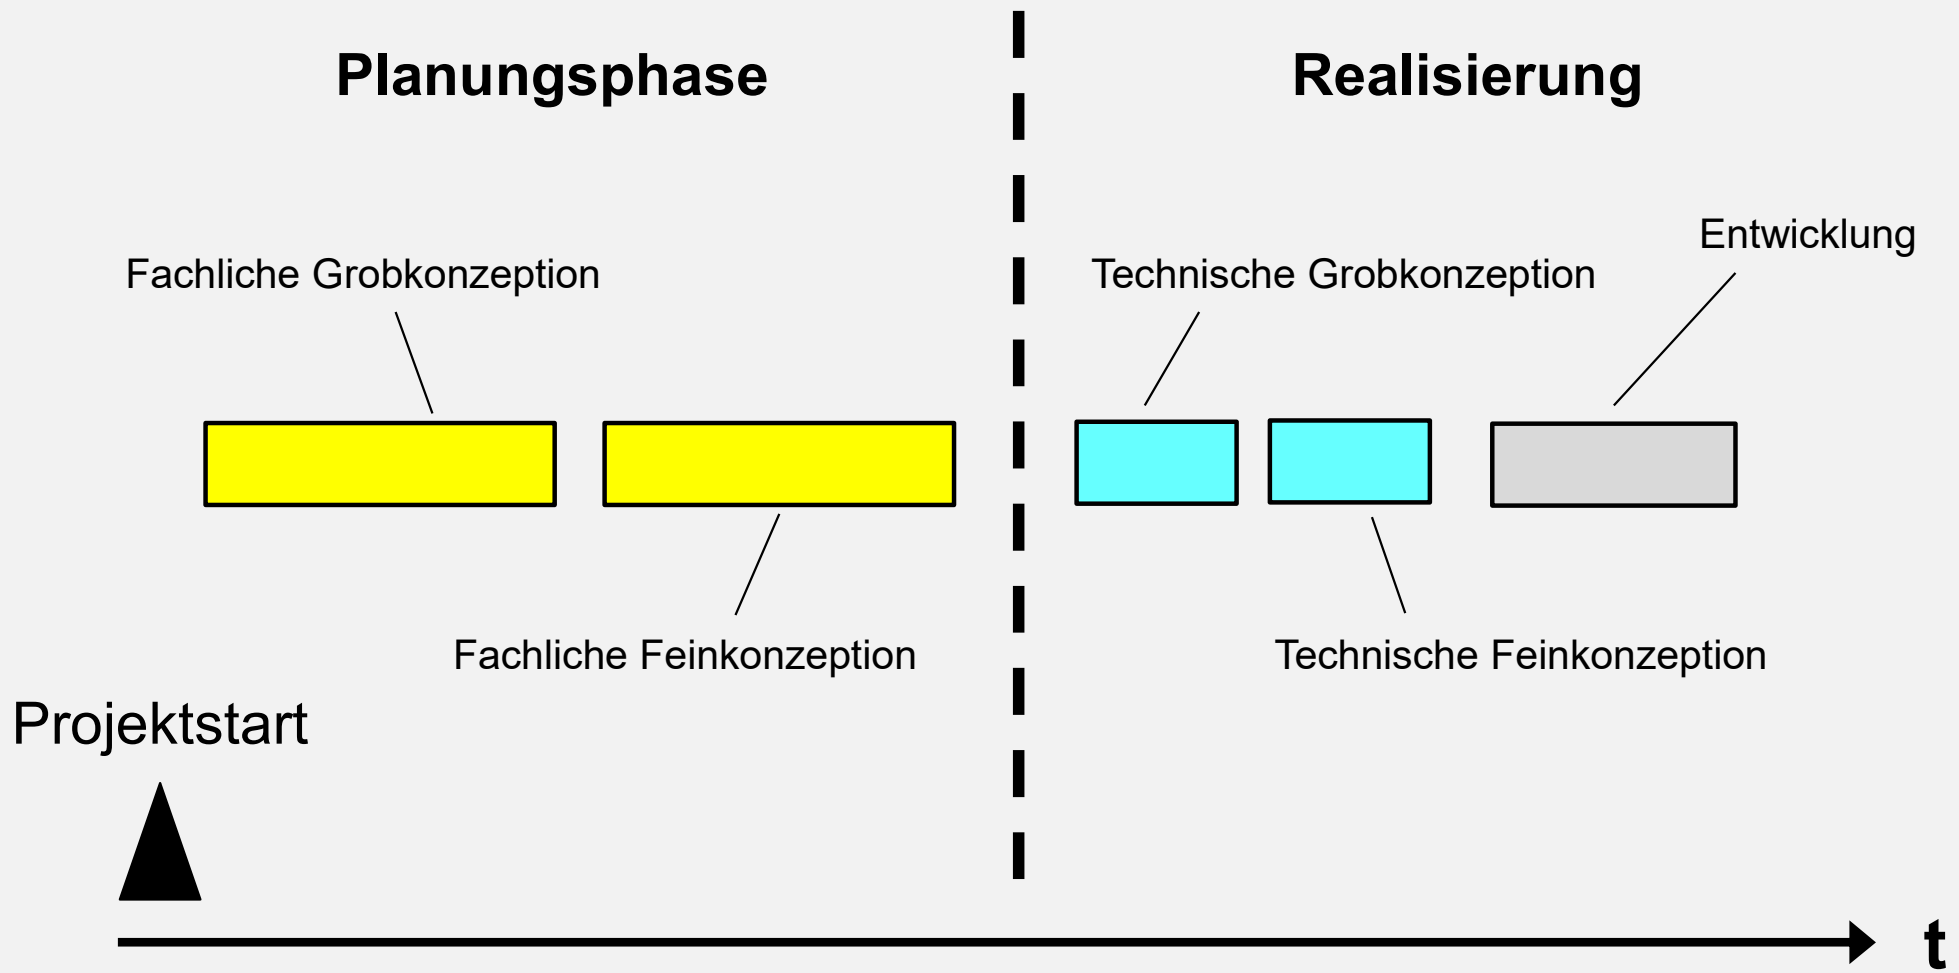 Planungsphase
Realisierung
Entwicklung
Fachliche Grobkonzeption
Technische Grobkonzeption
Fachliche Feinkonzeption
Technische Feinkonzeption
Projektstart
t